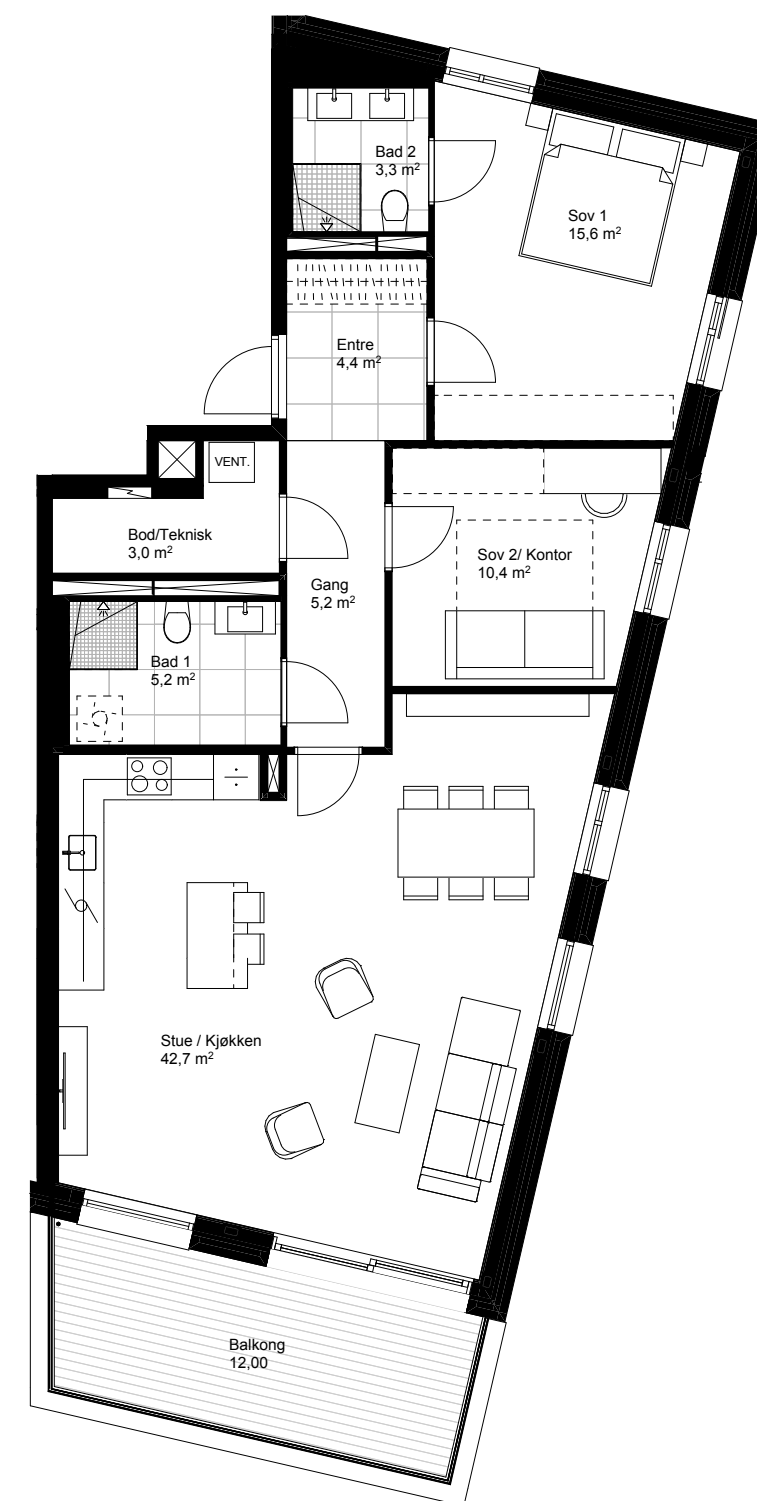 Bad 2
3,3 m²
Sov 1
15,6 m²
Entre
4,4 m²
VENT.
Bod/Teknisk
3,0 m²
Sov 2/ Kontor
10,4 m²
Gang
5,2 m²
Bad 1
5,2 m²
Stue / Kjøkken
42,7 m²
Balkong
12,00